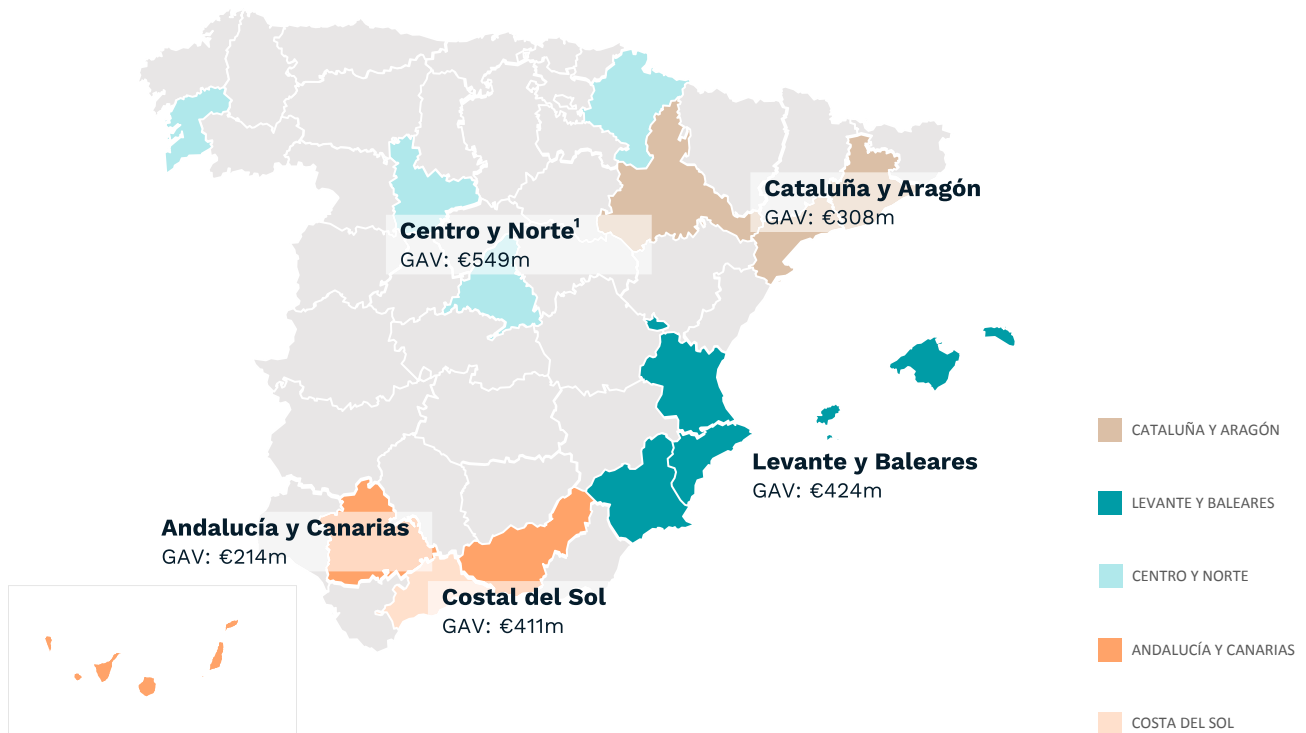 Cataluña y Aragón
GAV: €308m
Centro y Norte¹
GAV: €549m
Levante y Baleares
GAV: €424m
Andalucía y Canarias
GAV: €214m
Costal del Sol
GAV: €411m
CATALUÑA Y ARAGÓN
LEVANTE Y BALEARES
CENTRO Y NORTE
ANDALUCÍA Y CANARIAS
COSTA DEL SOL